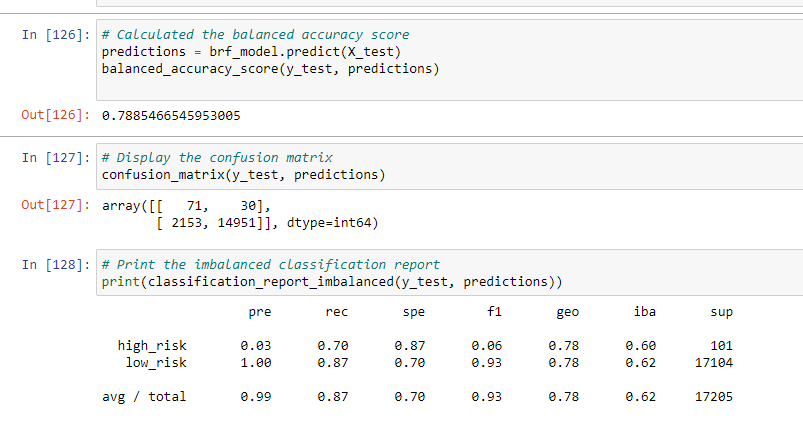 In [126]: # Calculated the balanced accuracy score
predictions = brf_model.predict(X_test)
balanced_accuracy_score(y_test, predictions)
Out[126]: 0.7885466545953005
In [127]: # Display the confusion matrix
confusion_matrix(y_test, predictions)
Out[127]: array([[   71,    30],
       [ 2153, 14951]], dtype=int64)
In [128]: # Print the imbalanced classification report
print(classification_report_imbalanced(y_test, predictions))
pre rec spe f1 geo iba sup
high_risk 0.03 0.70 0.87 0.06 0.78 0.60 101
low_risk 1.00 0.87 0.70 0.93 0.78 0.62 17104
avg / total 0.99 0.87 0.70 0.93 0.78 0.62 17205